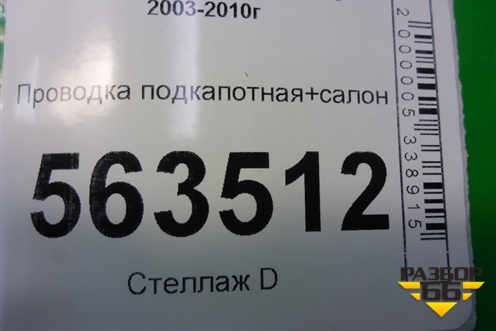 2003-2010г
Проводка подкапотная+салон
563512
Стеллаж D
2000005338915
РАЗБОР
66